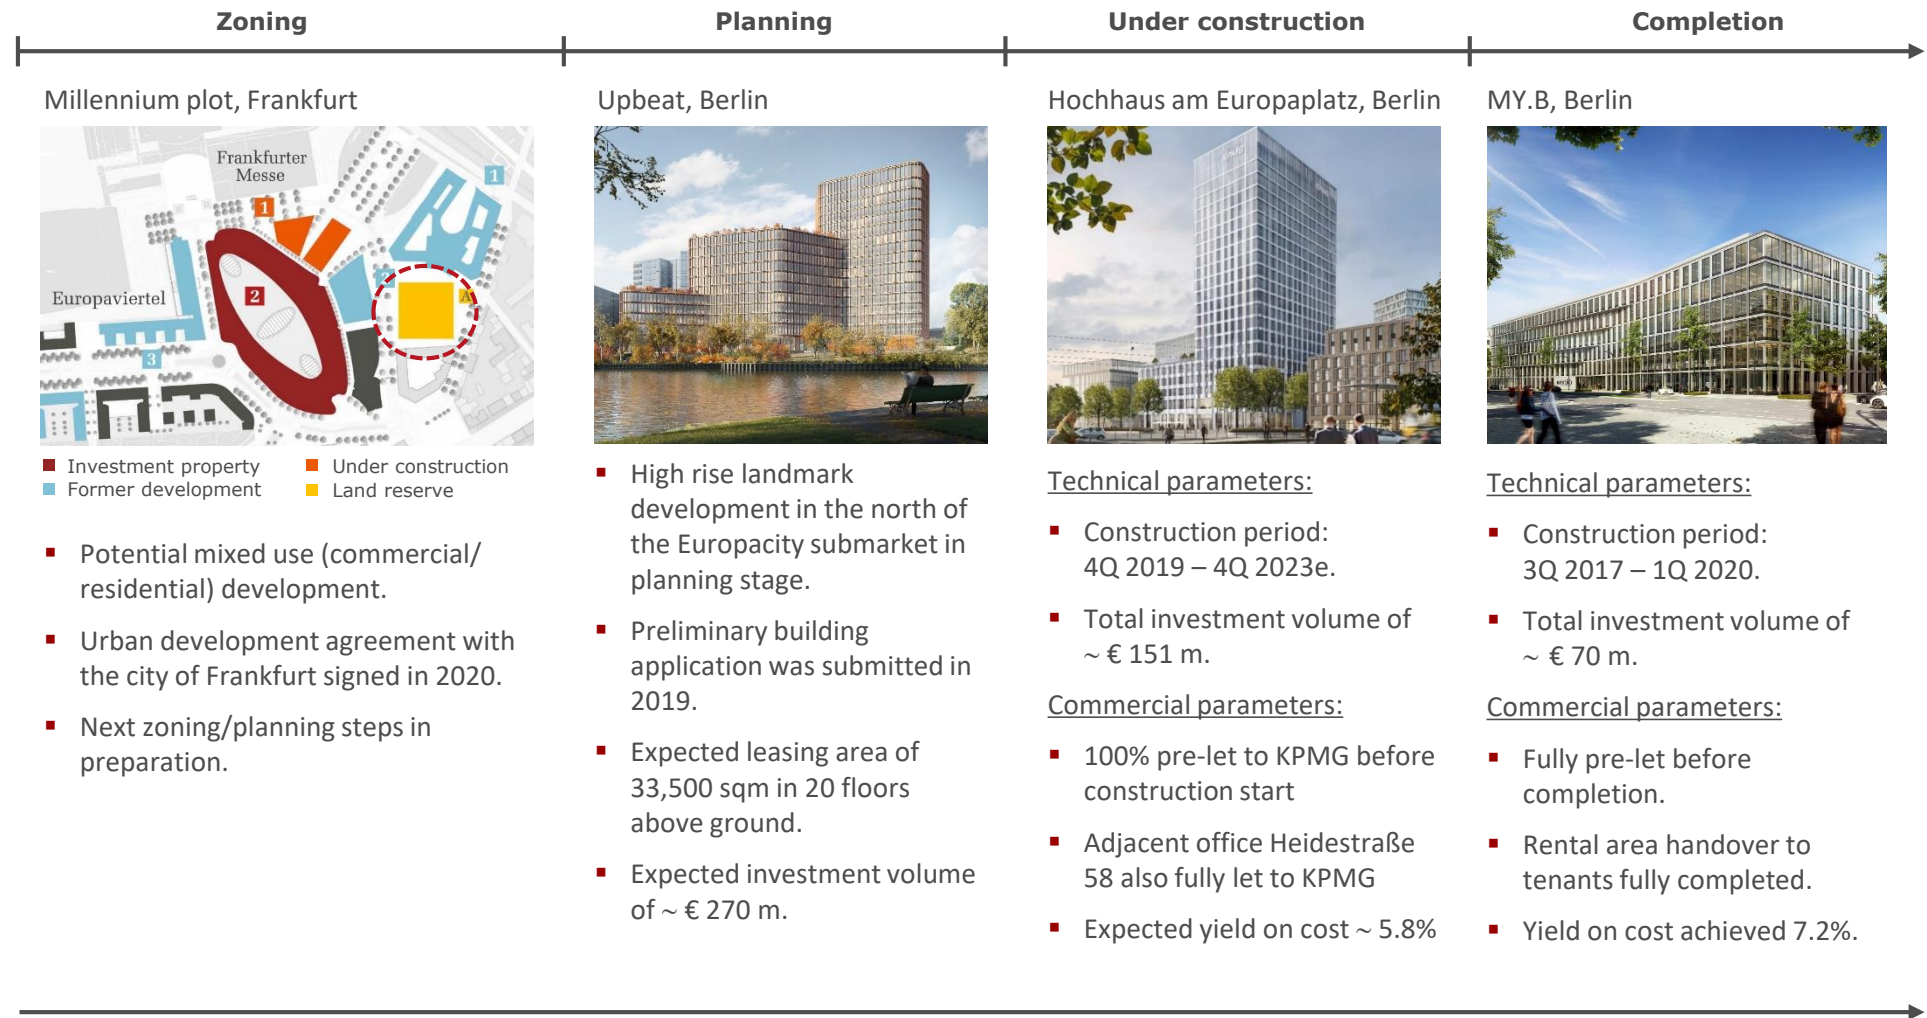 Zoning
Planning
Under construction
Completion
Millennium plot, Frankfurt
Frankfurter
Messe
Europaviertel
1
1
2
2
3
A
■ Investment property
■ Under construction
■ Former development
■ Land reserve
▪ Potential mixed use (commercial/
residential) development.
▪ Urban development agreement with
the city of Frankfurt signed in 2020.
▪ Next zoning/planning steps in
preparation.
Upbeat, Berlin
▪ High rise landmark
development in the north of
the Europacity submarket in
planning stage.
▪ Preliminary building
application was submitted in
2019.
▪ Expected leasing area of
33,500 sqm in 20 floors
above ground.
▪ Expected investment volume
of ~ € 270 m.
Hochhaus am Europaplatz, Berlin
KPMG
Technical parameters:
▪ Construction period:
4Q 2019 – 4Q 2023e.
▪ Total investment volume of
~ € 151 m.
Commercial parameters:
▪ 100% pre-let to KPMG before
construction start
▪ Adjacent office Heidestraße
58 also fully let to KPMG
▪ Expected yield on cost ~ 5.8%
MY.B, Berlin
MY.B
Technical parameters:
▪ Construction period:
3Q 2017 – 1Q 2020.
▪ Total investment volume of
~ € 70 m.
Commercial parameters:
▪ Fully pre-let before
completion.
▪ Rental area handover to
tenants fully completed.
▪ Yield on cost achieved 7.2%.